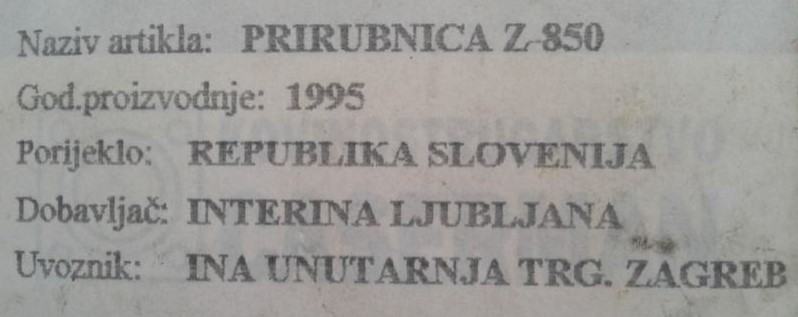 Naziv artikla: PRIRUBNICA Z-850
God.proizvodnje: 1995
Porijeklo: REPUBLIKA SLOVENIJA
Dobavljač: INTERINA LJUBLJANA
Uvoznik: INA UNUTARNJA TRG. ZAGREB